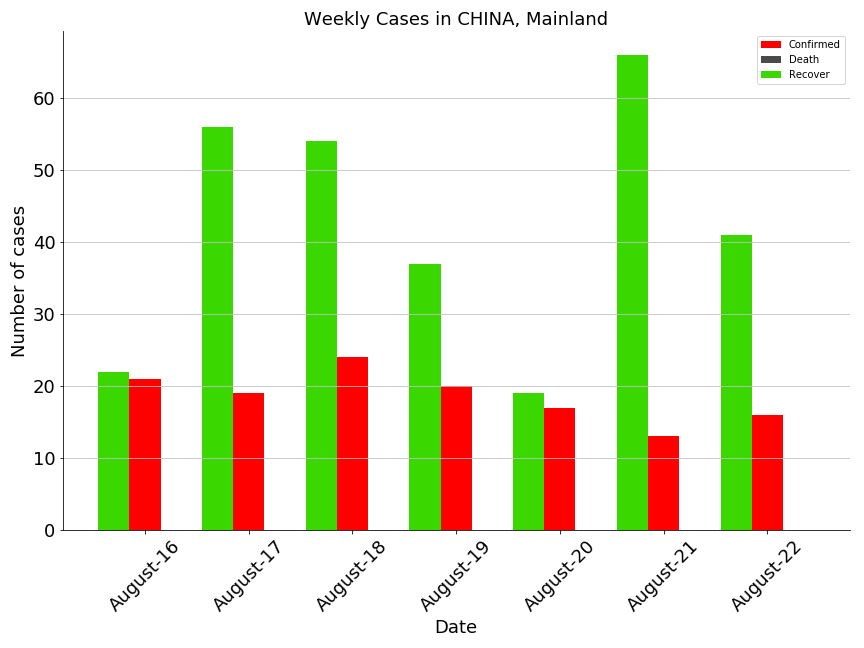 Weekly Cases in CHINA, Mainland
Confirmed
Death
Recover
Number of cases
60
50
40
30
20
10
0
August-16
August-17
August-18
August-19
August-20
August-21
August-22
Date